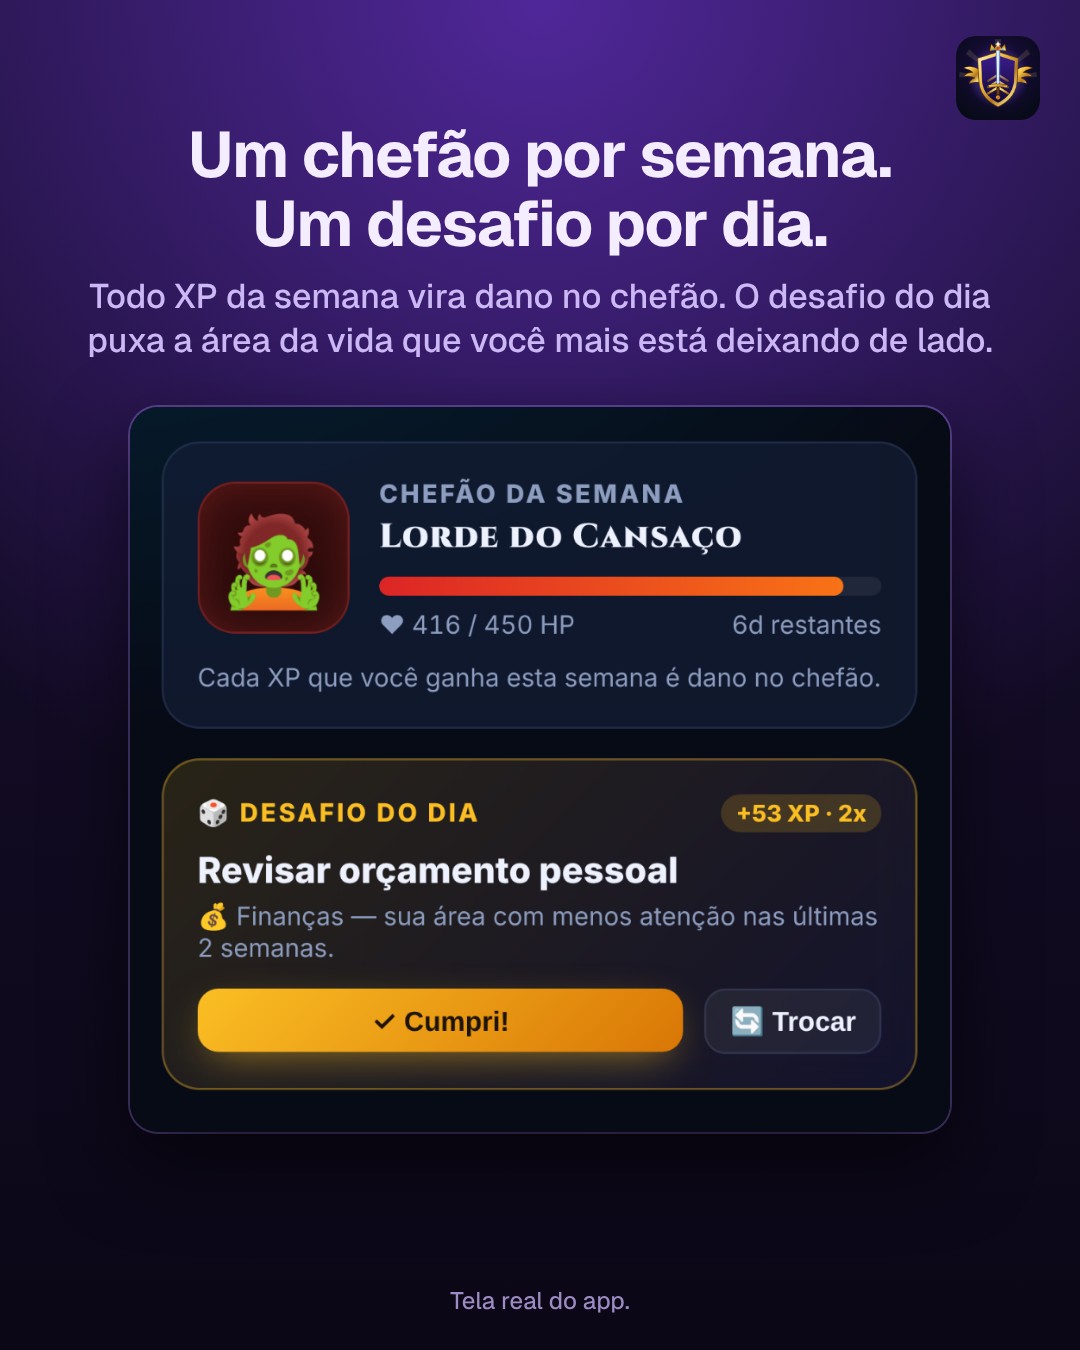 Um chefão por semana.
Um desafio por dia.
Todo XP da semana vira dano no chefão. O desafio do dia
puxa a área da vida que você mais está deixando de lado.
CHEFÃO DA SEMANA
LORDE DO CANSAÇO
♥ 416 / 450 HP
6d restantes
Cada XP que você ganha esta semana é dano no chefão.
🎲 DESAFIO DO DIA
+53 XP · 2x
Revisar orçamento pessoal
💰 Finanças — sua área com menos atenção nas últimas
2 semanas.
✓ Cumpri!
🔄 Trocar
Tela real do app.